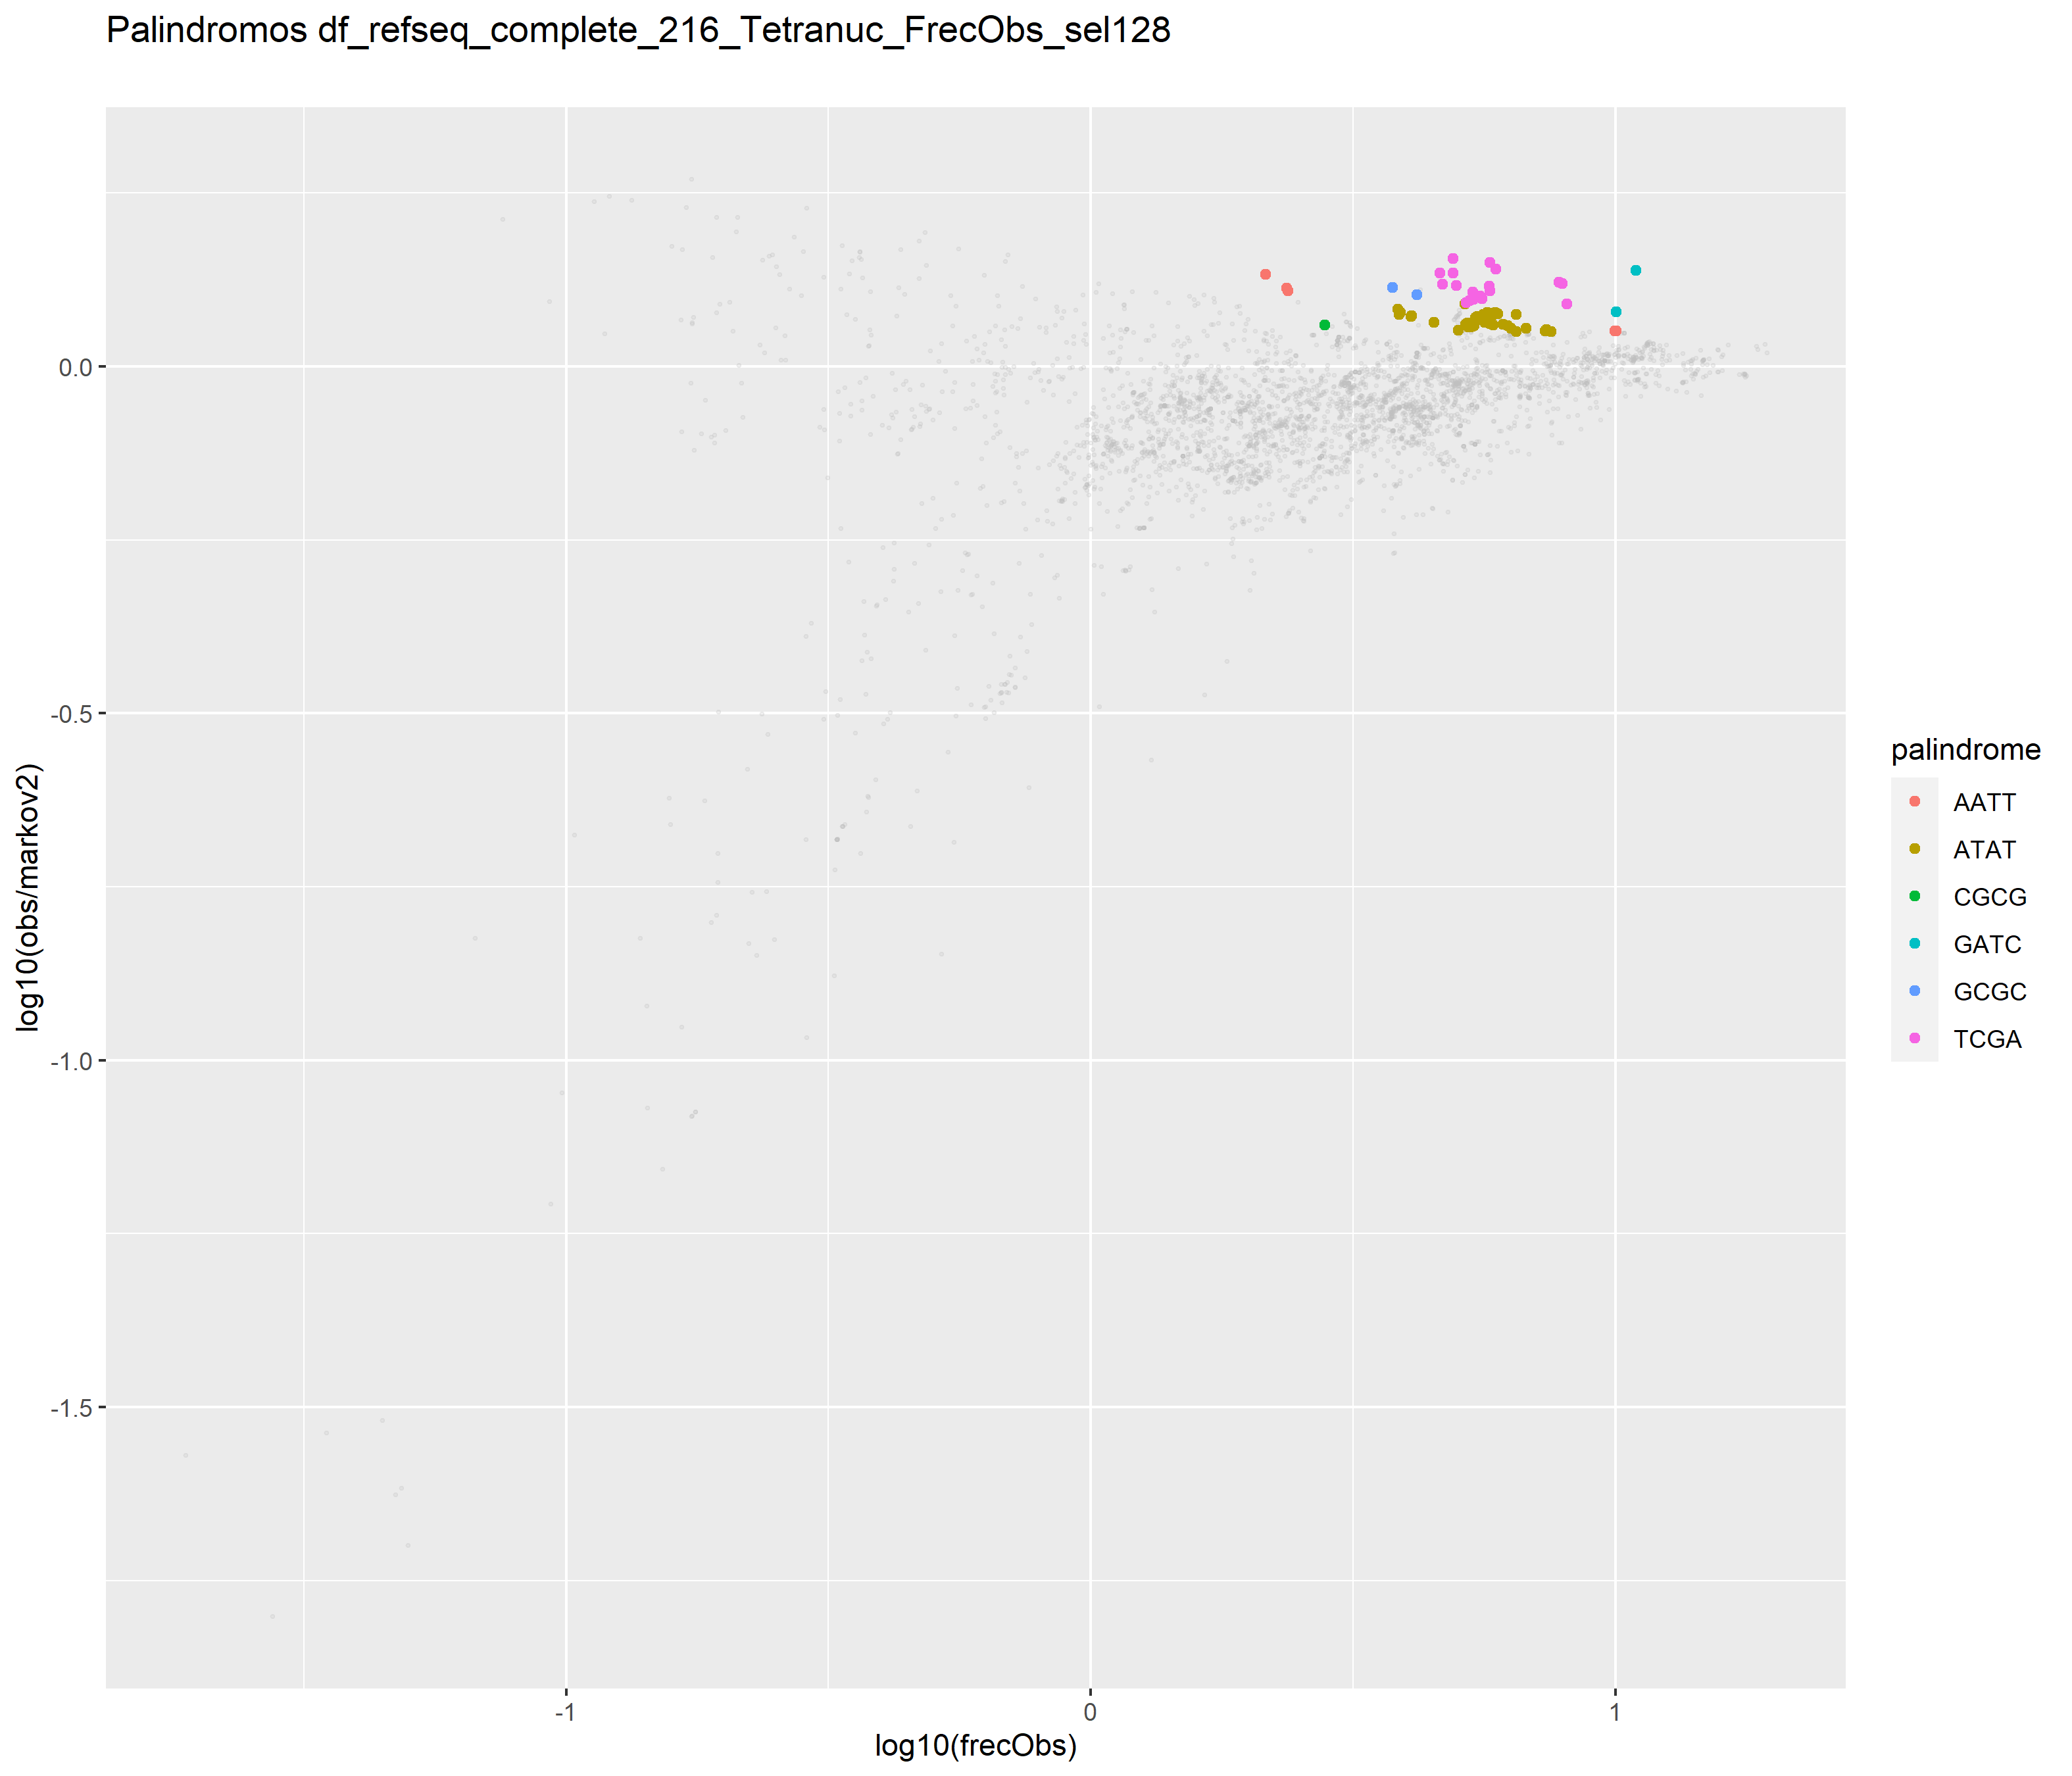 Palindromos df_refseq_complete_216_Tetranuc_FrecObs_sel128
log10(obs/markov2)
0.0
-0.5
-1.0
-1.5
-1
0
1
log10(frecObs)
palindrome
AATT
ATAT
CGCG
GATC
GCGC
TCGA